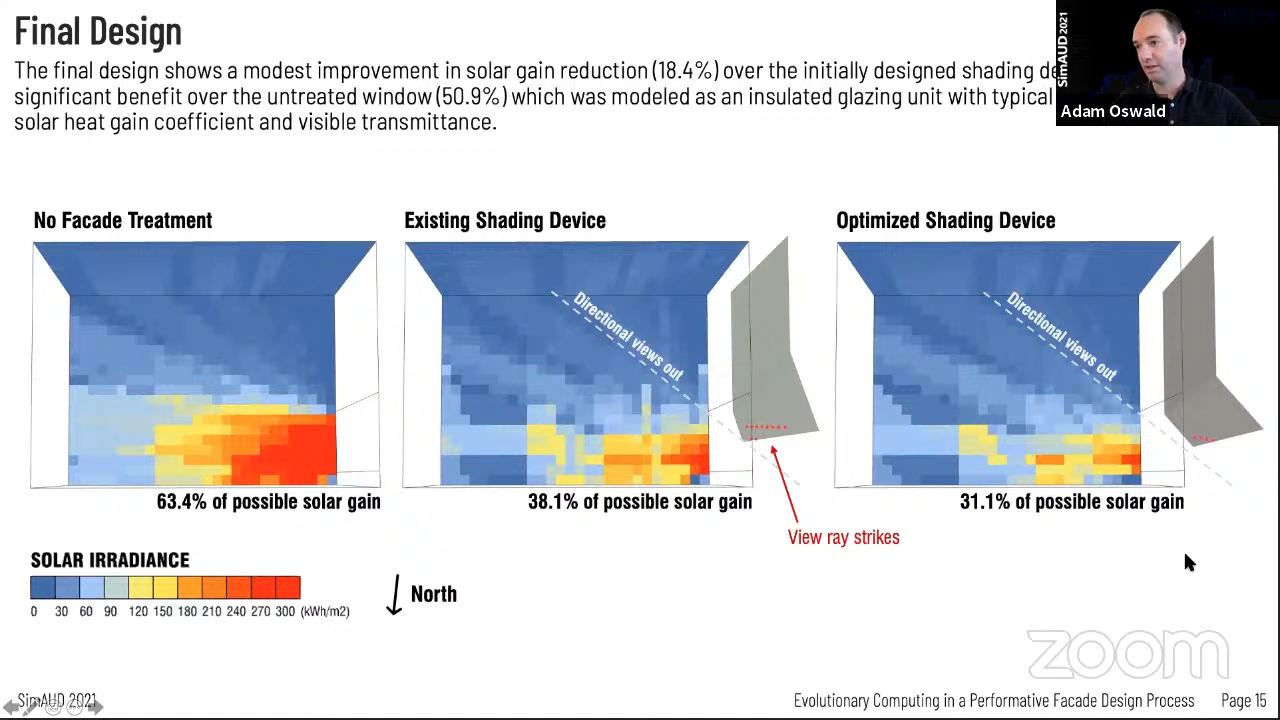 Final Design
The final design shows a modest improvement in solar gain reduction (18.4%) over the initially designed shading
significant benefit over the untreated window (50.9%) which was modeled as an insulated glazing unit with typical
solar heat gain coefficient and visible transmittance.
SimAUD2021
Adam Oswald
No Facade Treatment
Existing Shading Device
Optimized Shading Device
Directional views out
Directional views out
63.4% of possible solar gain
38.1% of possible solar gain
31.1% of possible solar gain
View ray strikes
SOLAR IRRADIANCE
0 30 60 90 120 150 180 210 240 270 300 (kWh/m2)
North
zoom
SimAUD 2021
Evolutionary Computing in a Performative Facade Design Process Page 15